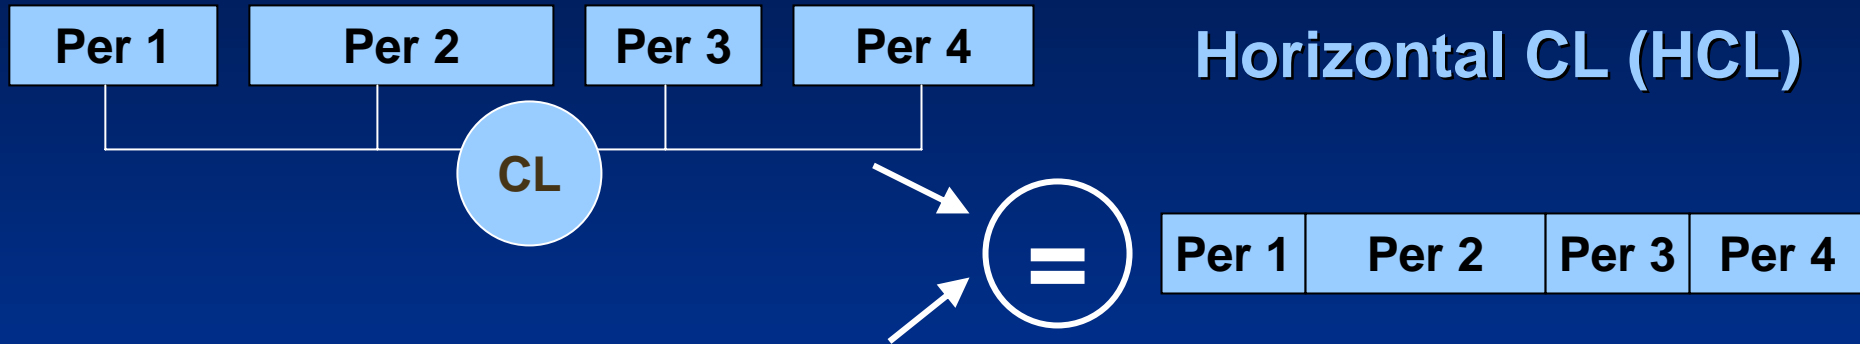 Per 1 Per 2 Per 3 Per 4
Horizontal CL (HCL)
CL
=
Per 1 Per 2 Per 3 Per 4